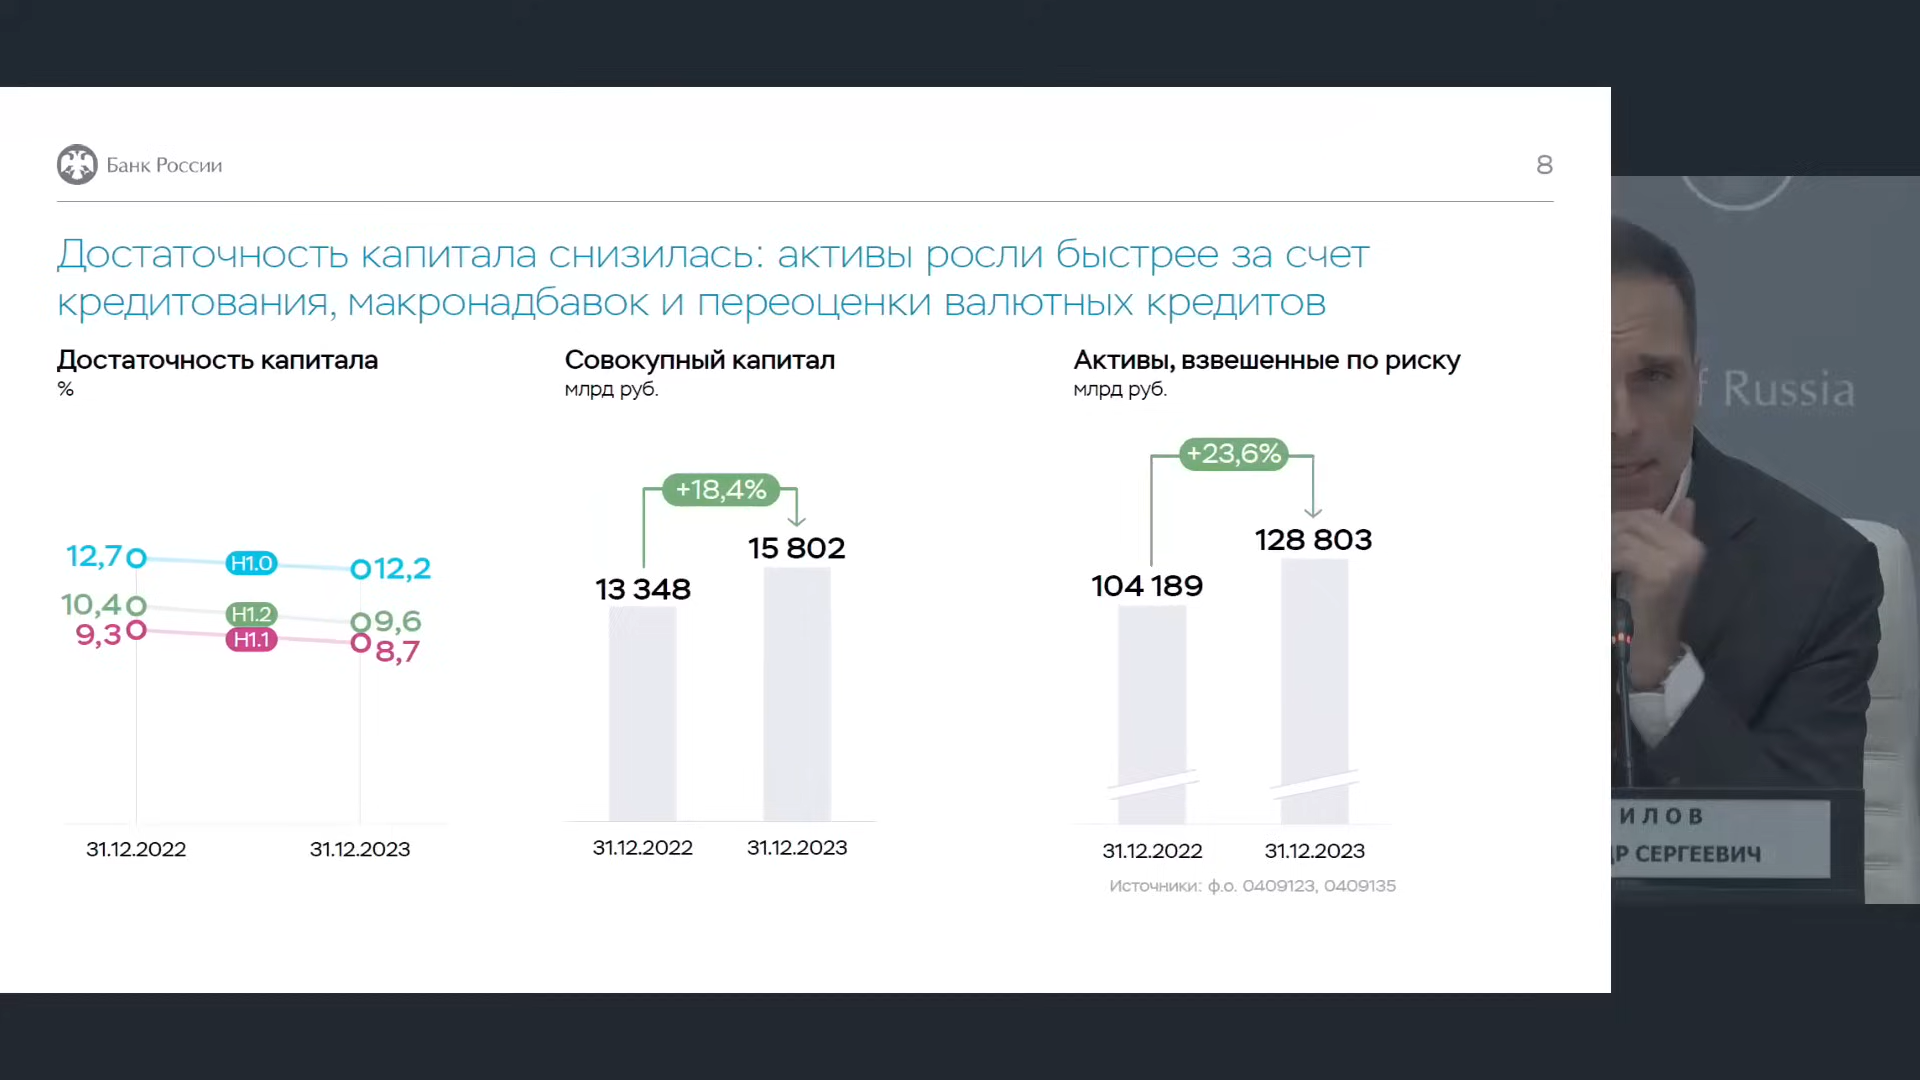 Банк России
8
Достаточность капитала снизилась: активы росли быстрее за счет
кредитования, макронадбавок и переоценки валютных кредитов
Достаточность капитала
%
12,7
Н1.0
12,2
10,4
Н1.2
9,6
9,3
Н1.1
8,7
31.12.2022
31.12.2023
Совокупный капитал
млрд руб.
+18,4%
13 348
15 802
31.12.2022
31.12.2023
Активы, взвешенные по риску
млрд руб.
+23,6%
104 189
128 803
31.12.2022
31.12.2023
Источники: ф.о. 0409123, 0409135
Russia
ИЛОВ
Р СЕРГЕЕВИЧ